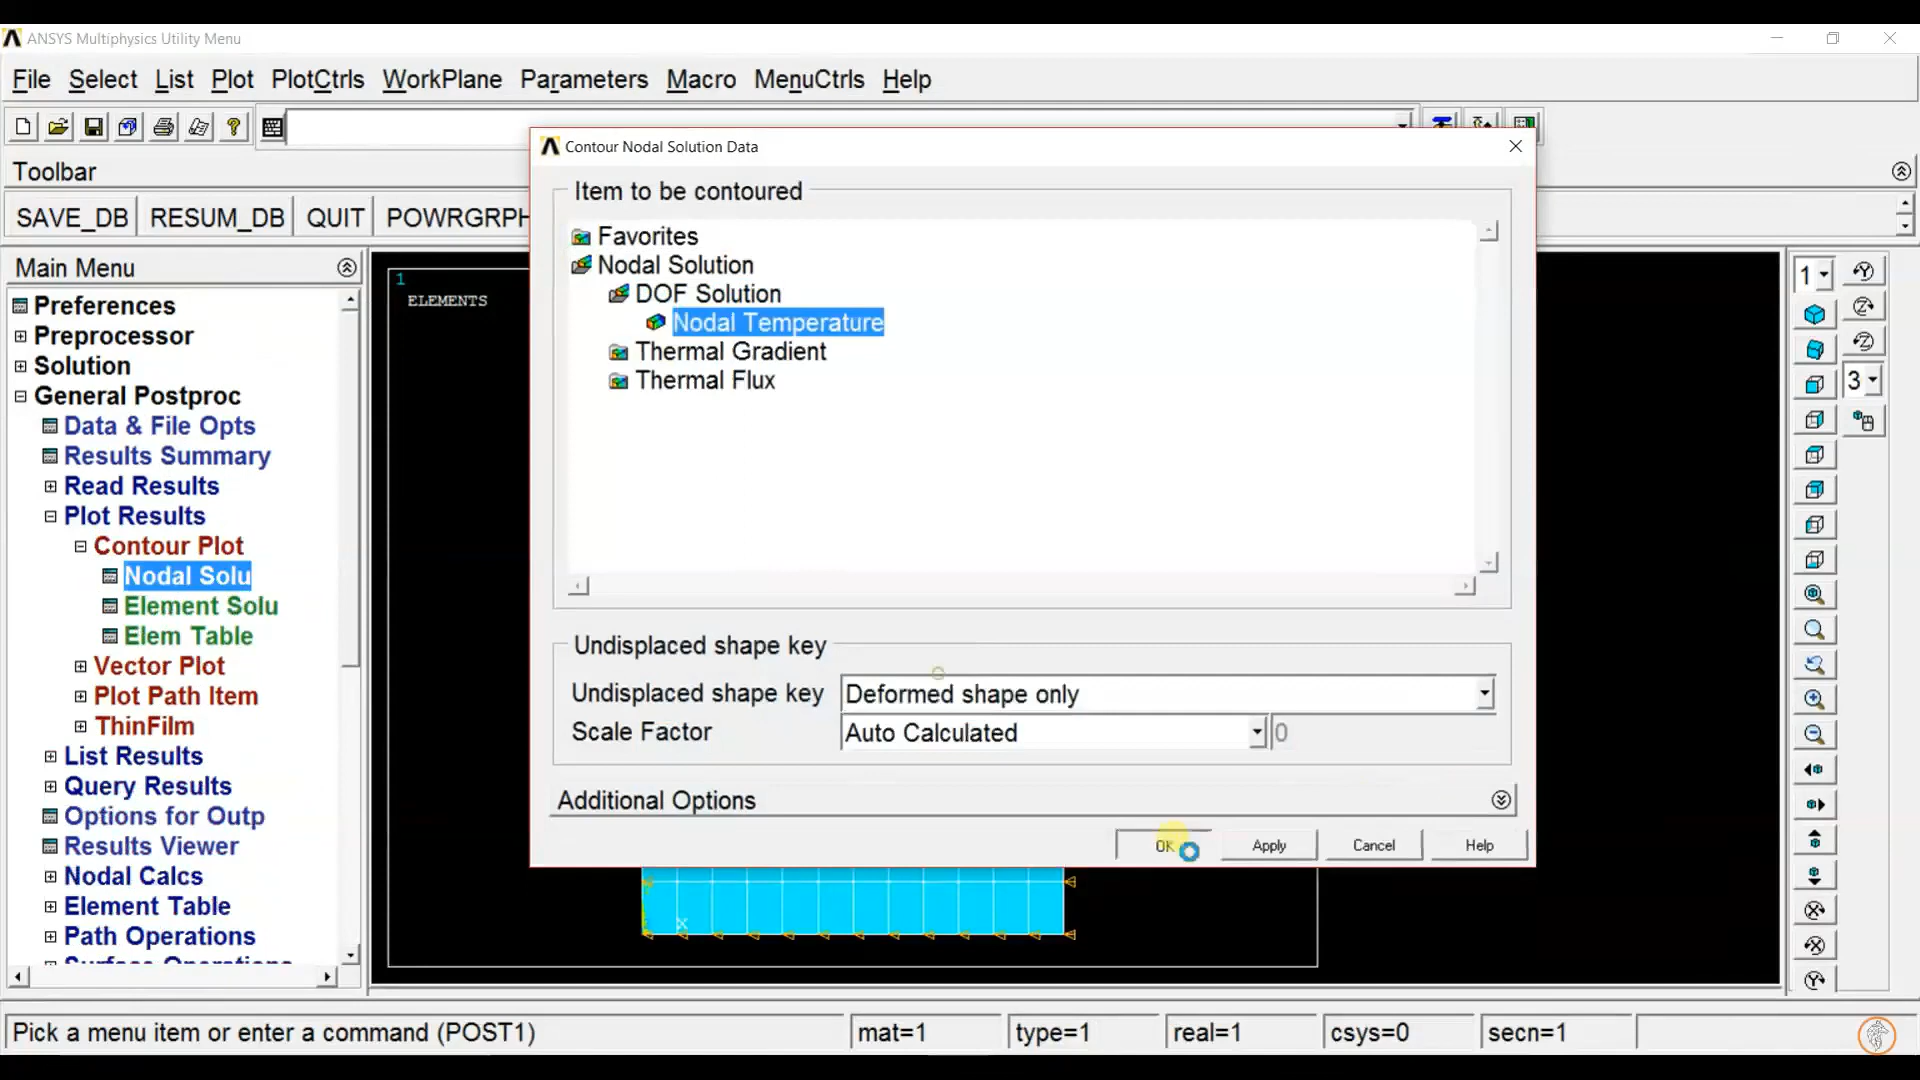 ANSYS Multiphysics Utility Menu
File Select List Plot PlotCtrls WorkPlane Parameters Macro MenuCtrls Help
Toolbar
SAVE_DB RESUM_DB QUIT POWRGRPH
Main Menu
Preferences
Preprocessor
Solution
General Postproc
Data & File Opts
Results Summary
Read Results
Plot Results
Contour Plot
Nodal Solu
Element Solu
Elem Table
Vector Plot
Plot Path Item
ThinFilm
List Results
Query Results
Options for Outp
Results Viewer
Nodal Calcs
Element Table
Path Operations
Surface Operations
1
ELEMENTS
X
Contour Nodal Solution Data
Item to be contoured
Favorites
Nodal Solution
DOF Solution
Nodal Temperature
Thermal Gradient
Thermal Flux
Undisplaced shape key
Undisplaced shape key Deformed shape only
Scale Factor Auto Calculated 0
Additional Options
OK Apply Cancel Help
1
3
Pick a menu item or enter a command (POST1) mat=1 type=1 real=1 csys=0 secn=1